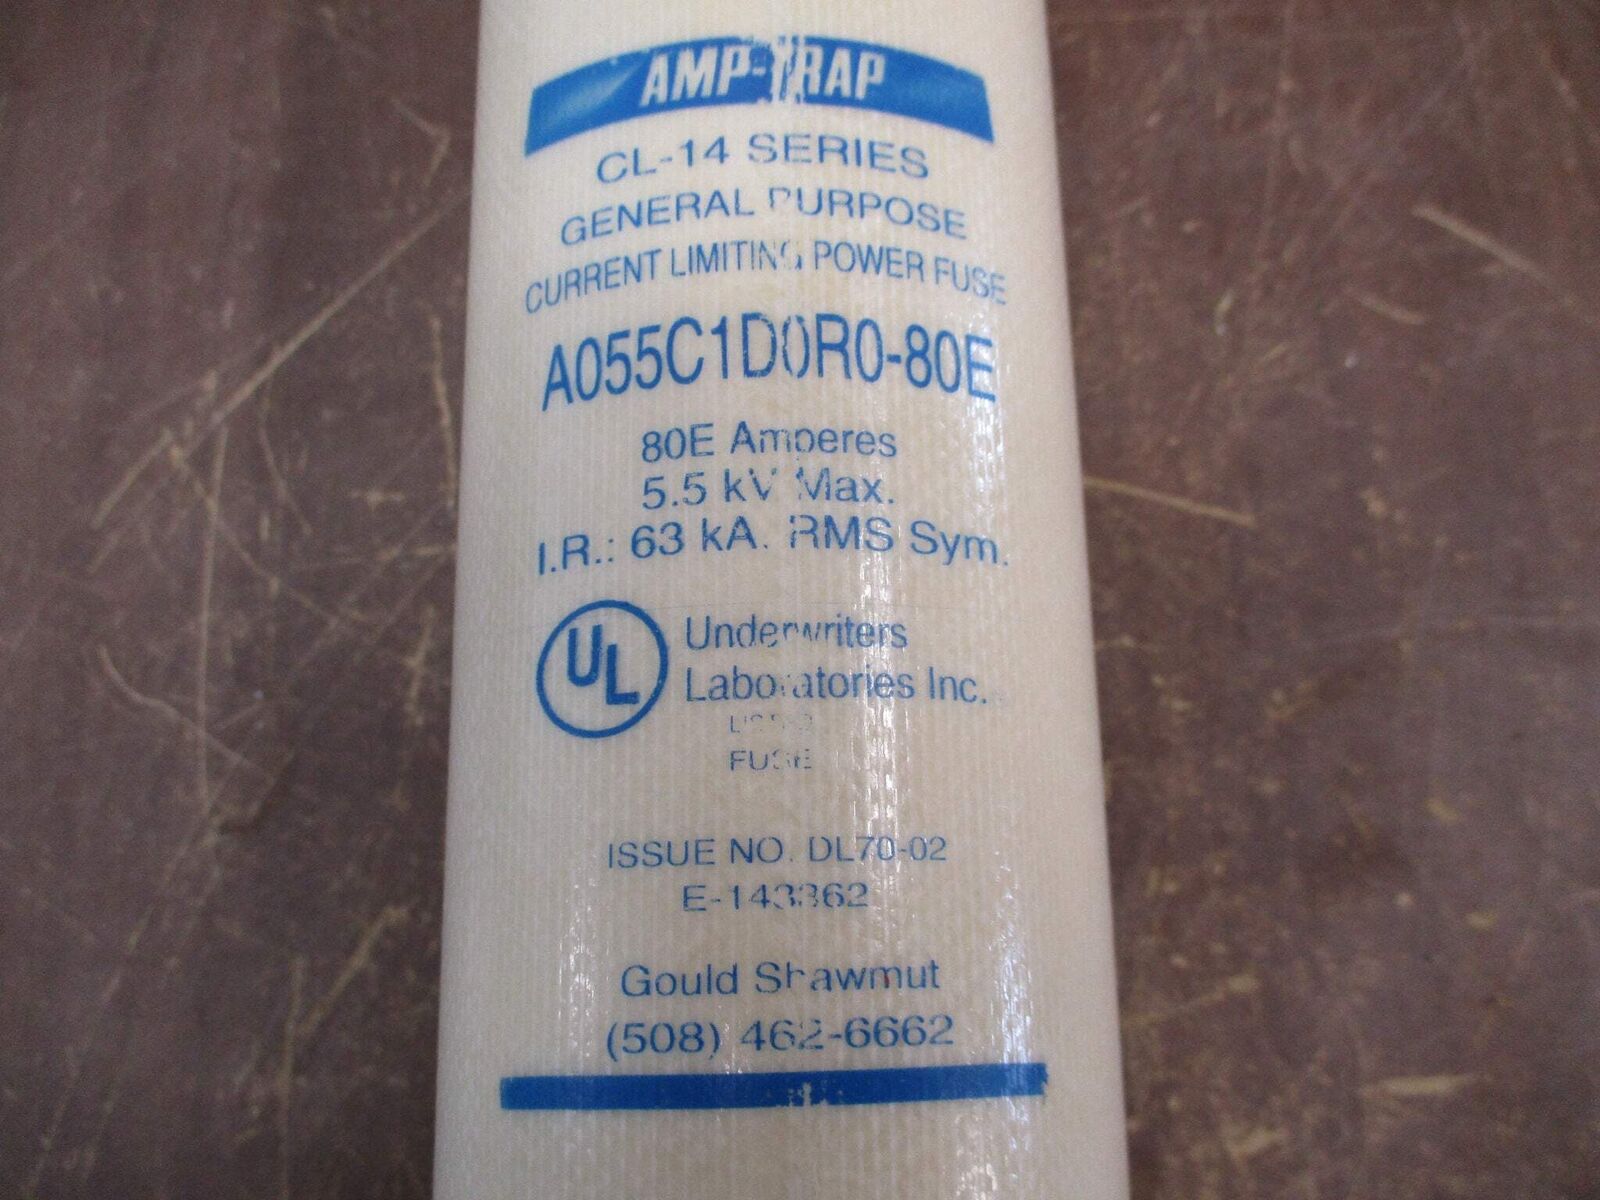 AMP-TRAP
CL-14 SERIES
GENERAL PURPOSE
CURRENT LIMITING POWER FUSE
A055C1D0R0-80E
80E Amperes
5.5 kV Max.
I.R.: 63 kA. RMS Sym.
UL
Underwriters
Laboratories Inc.
FUSE
ISSUE NO. DL70-02
E-143362
Gould Shawmut
(508) 462-6662